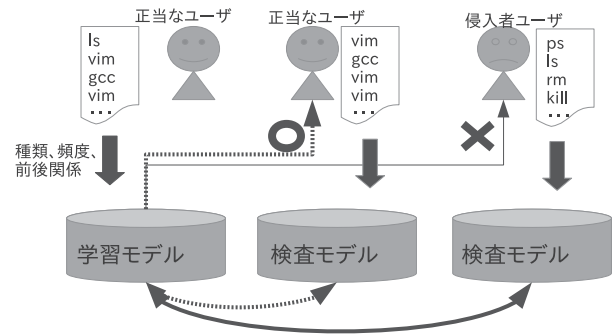 正当なユーザ
正当なユーザ
侵入者ユーザ
ls
vim
gcc
vim
...
vim
gcc
vim
vim
...
ps
ls
rm
kill
...
種類、頻度、
前後関係
学習モデル
検査モデル
検査モデル